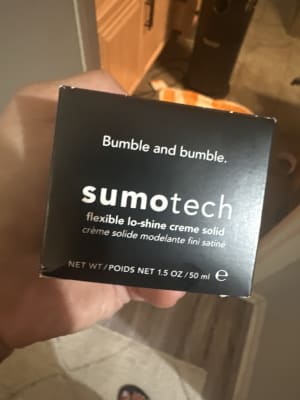 Bumble and bumble.
sumotech
flexible lo-shine creme solid
crème solide modelante fini satiné
NET WT/POIDS NET 1.5 OZ/50 ml ℮